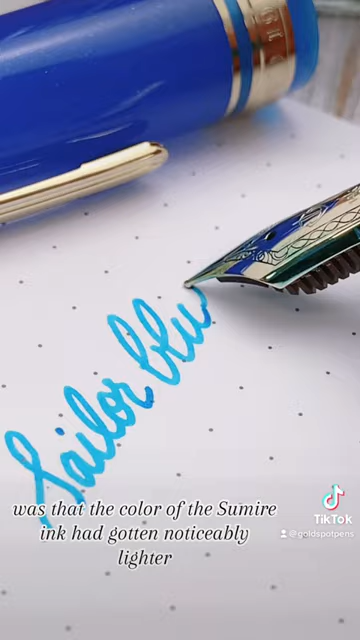 Sailor blu
was that the color of the Sumire
ink had gotten noticeably
lighter
TikTok
@goldspotpens